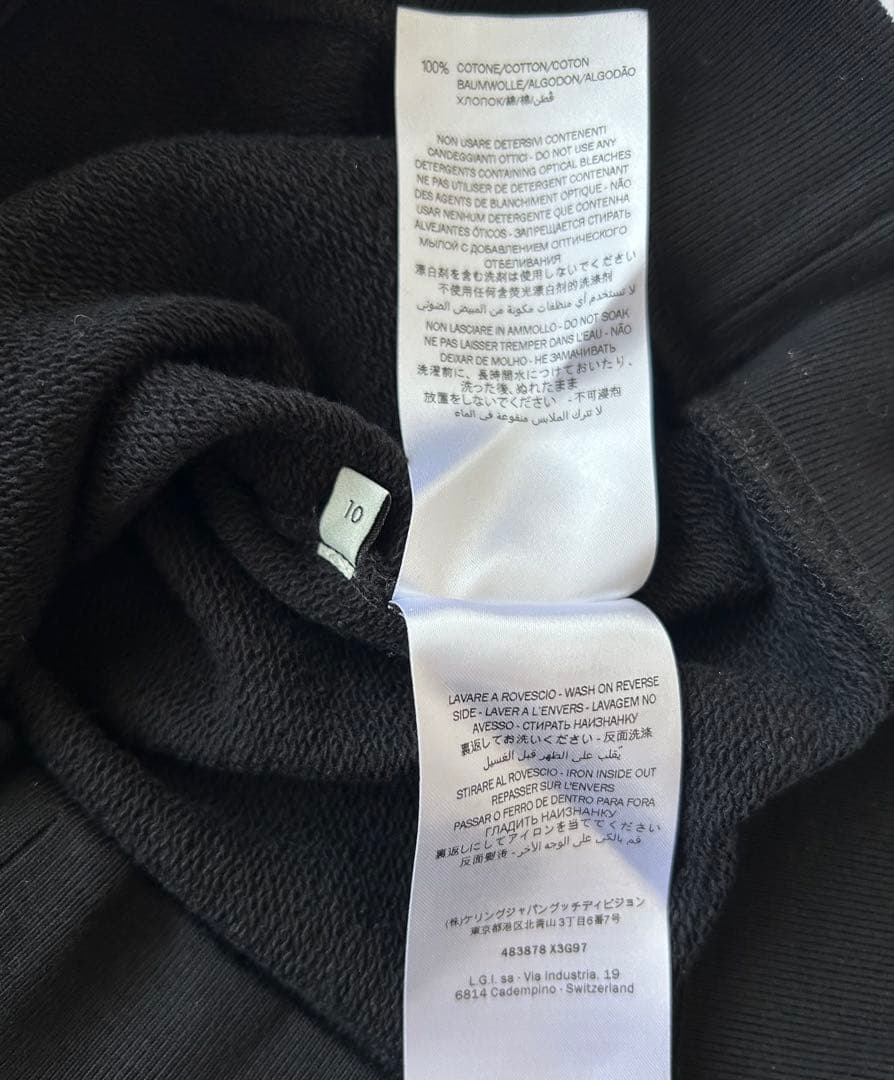 100% COTONE/COTTON/COTON
BAUMWOLLE/ALGODON/ALGODÃO
ХЛОПОК/綿/棉/قطن
NON USARE DETERSIVI CONTENENTI
CANDEGGIANTI OTTICI - DO NOT USE ANY
DETERGENTS CONTAINING OPTICAL BLEACHES
NE PAS UTILISER DE DETERGENT CONTENANT
DES AGENTS DE BLANCHIMENT OPTIQUE - NÃO
USAR NENHUM DETERGENTE QUE CONTENHA
ALVEJANTES ÓTICOS - ЗАПРЕЩАЕТСЯ СТИРАТЬ
МЫЛОЙ С ДОБАВЛЕНИЕМ ОПТИЧЕСКОГО
ОТБЕЛИВАНИЯ
漂白剤を含む洗剤は使用しないでください
不使用任何含荧光漂白剂的洗涤剂
لا تستخدم أي منظفات مكونة من المبيض الضوئي
NON LASCIARE IN AMMOLLO - DO NOT SOAK
NE PAS LAISSER TREMPER DANS L'EAU - NÃO
DEIXAR DE MOLHO - НЕ ЗАМАЧИВАТЬ
洗濯前に、長時間水につけておいたり、
洗った後、ぬれたまま
放置をしないでください - 不可浸泡
لا تترك الملابس منقوعة في الماء
10
LAVARE A ROVESCIO - WASH ON REVERSE
SIDE - LAVER A L'ENVERS - LAVAGEM NO
AVESSO - СТИРАТЬ НАИЗНАНКУ
裏返してお洗いください - 反面洗涤
يُقلب على الظهر قبل الغسيل
STIRARE AL ROVESCIO - IRON INSIDE OUT
REPASSER SUR L'ENVERS
PASSAR O FERRO DE DENTRO PARA FORA
ГЛАДИТЬ НАИЗНАНКУ
裏返しにしてアイロンを当ててください
反面熨烫 - قم بالكي على الوجه الآخر
(株)ケリングジャパングッチディビジョン
東京都港区北青山3丁目6番7号
483878 X3G97
L.G.I. sa - Via Industria, 19
6814 Cadempino - Switzerland